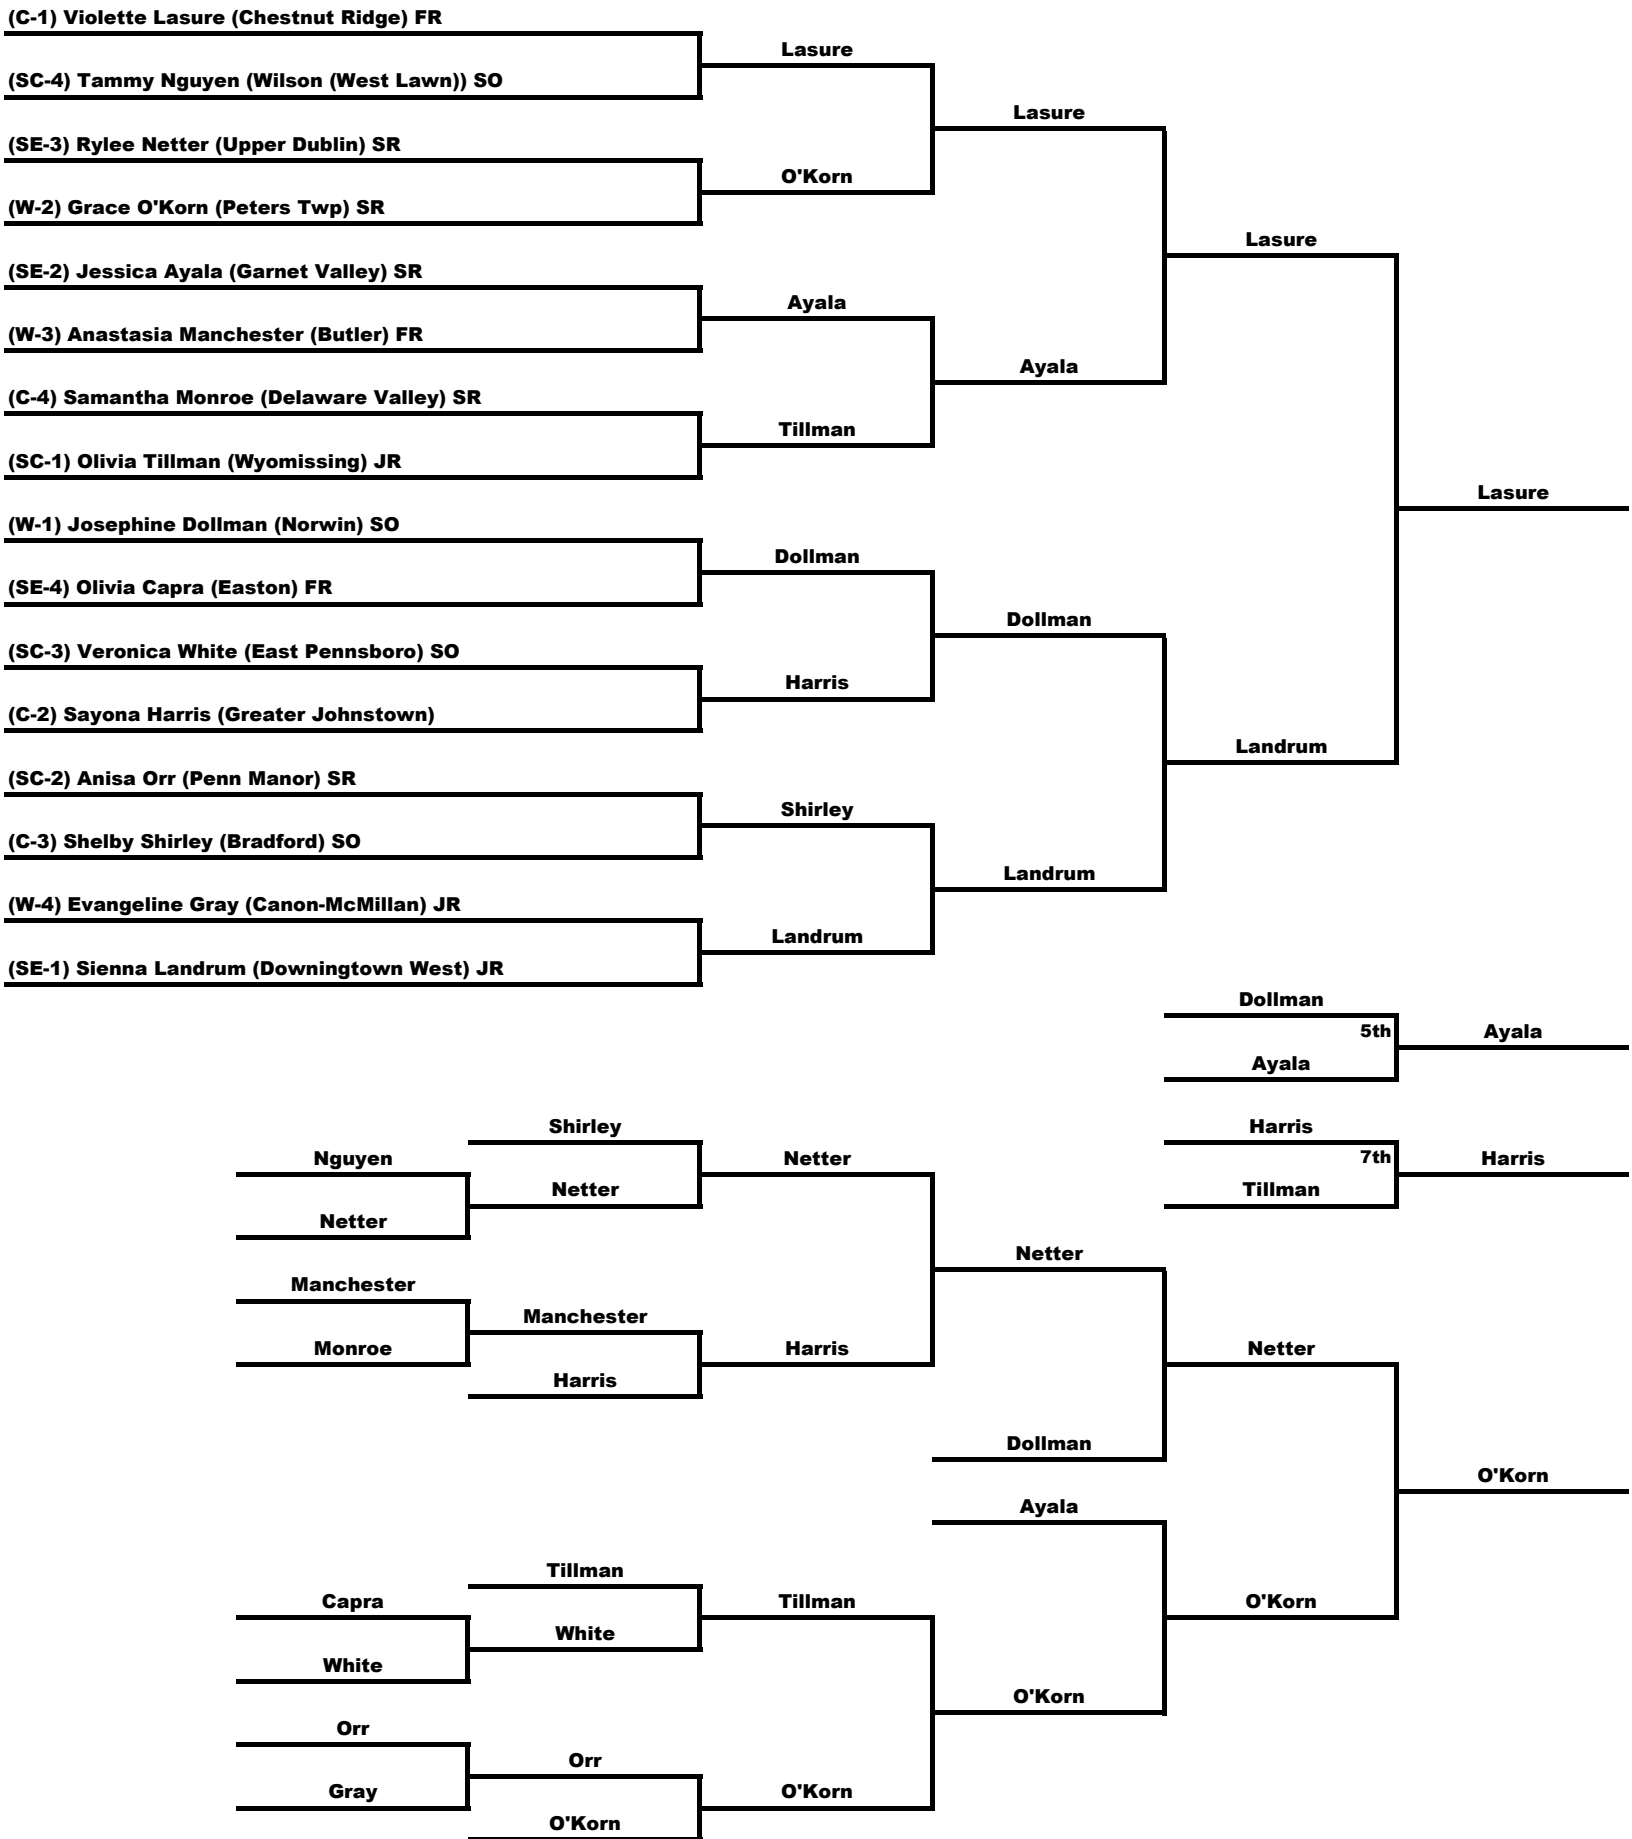 (C-1) Violette Lasure (Chestnut Ridge) FR
Lasure
(SC-4) Tammy Nguyen (Wilson (West Lawn)) SO
Lasure
(SE-3) Rylee Netter (Upper Dublin) SR
O'Korn
(W-2) Grace O'Korn (Peters Twp) SR
Lasure
(SE-2) Jessica Ayala (Garnet Valley) SR
Ayala
(W-3) Anastasia Manchester (Butler) FR
Ayala
(C-4) Samantha Monroe (Delaware Valley) SR
Tillman
(SC-1) Olivia Tillman (Wyomissing) JR
Lasure
(W-1) Josephine Dollman (Norwin) SO
Dollman
(SE-4) Olivia Capra (Easton) FR
Dollman
(SC-3) Veronica White (East Pennsboro) SO
Harris
(C-2) Sayona Harris (Greater Johnstown)
Landrum
(SC-2) Anisa Orr (Penn Manor) SR
Shirley
(C-3) Shelby Shirley (Bradford) SO
Landrum
(W-4) Evangeline Gray (Canon-McMillan) JR
Landrum
(SE-1) Sienna Landrum (Downingtown West) JR
Dollman
5th
Ayala
Ayala
Shirley
Harris
Nguyen
Netter
7th
Harris
Netter
Tillman
Netter
Netter
Manchester
Manchester
Monroe
Harris
Netter
Harris
Dollman
O'Korn
Ayala
Tillman
Capra
Tillman
O'Korn
White
White
O'Korn
Orr
Orr
Gray
O'Korn
O'Korn